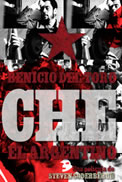 BENICIO DEL TORO
CHE
EL ARGENTINO
STEVEN SODERBERGH